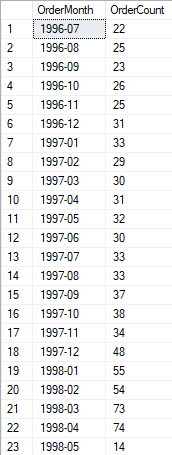 OrderMonth OrderCount
1 1996-07 22
2 1996-08 25
3 1996-09 23
4 1996-10 26
5 1996-11 25
6 1996-12 31
7 1997-01 33
8 1997-02 29
9 1997-03 30
10 1997-04 31
11 1997-05 32
12 1997-06 30
13 1997-07 33
14 1997-08 33
15 1997-09 37
16 1997-10 38
17 1997-11 34
18 1997-12 48
19 1998-01 55
20 1998-02 54
21 1998-03 73
22 1998-04 74
23 1998-05 14